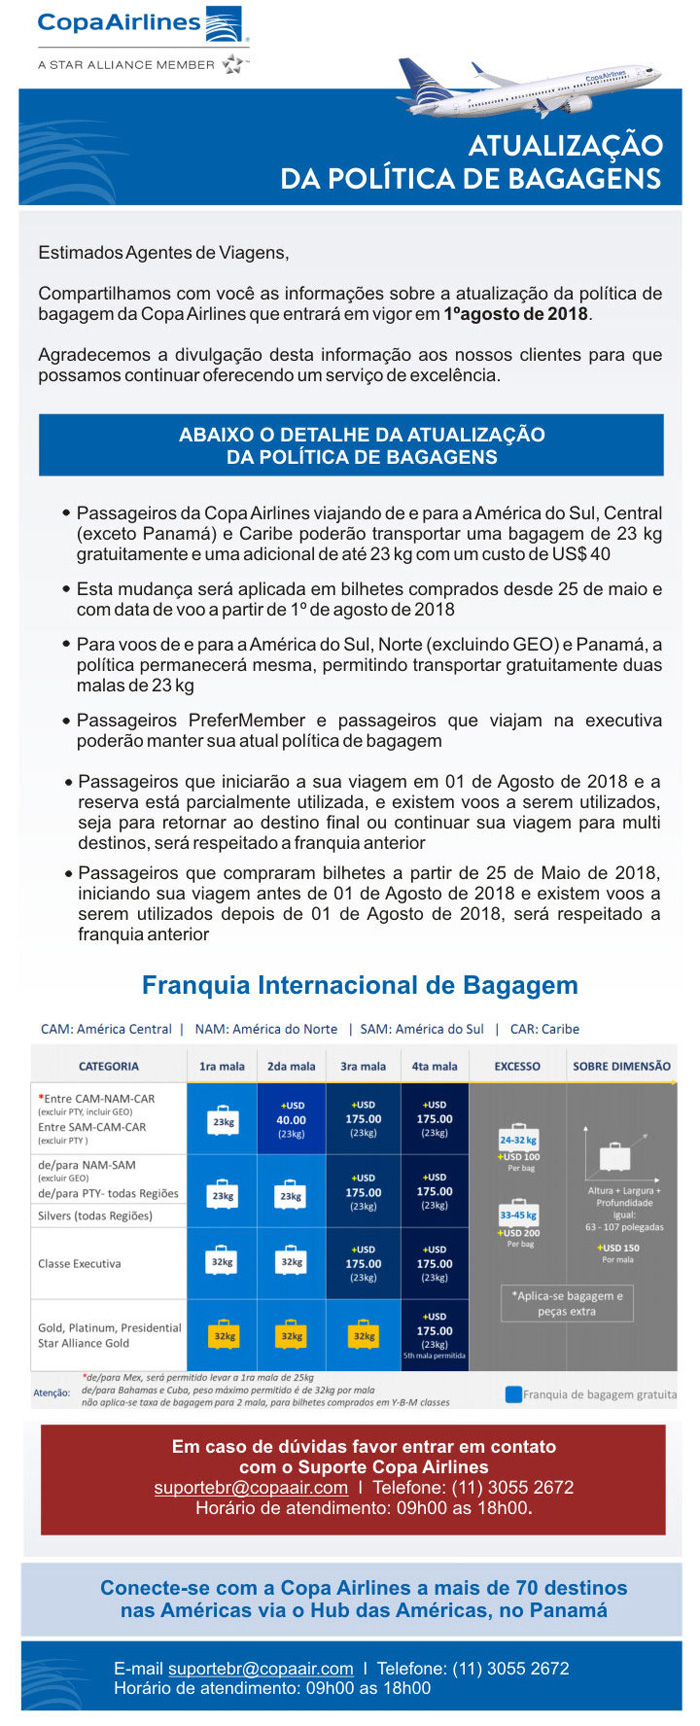 CopaAirlines
A STAR ALLIANCE MEMBER
CopaAirlines
ATUALIZAÇÃO
DA POLÍTICA DE BAGAGENS
Estimados Agentes de Viagens,
Compartilhamos com você as informações sobre a atualização da política de
bagagem da Copa Airlines que entrará em vigor em 1ºagosto de 2018.
Agradecemos a divulgação desta informação aos nossos clientes para que
possamos continuar oferecendo um serviço de excelência.
ABAIXO O DETALHE DA ATUALIZAÇÃO
DA POLÍTICA DE BAGAGENS
• Passageiros da Copa Airlines viajando de e para a América do Sul, Central
(exceto Panamá) e Caribe poderão transportar uma bagagem de 23 kg
gratuitamente e uma adicional de até 23 kg com um custo de US$ 40
• Esta mudança será aplicada em bilhetes comprados desde 25 de maio e
com data de voo a partir de 1º de agosto de 2018
• Para voos de e para a América do Sul, Norte (excluindo GEO) e Panamá, a
política permanecerá mesma, permitindo transportar gratuitamente duas
malas de 23 kg
• Passageiros PreferMember e passageiros que viajam na executiva
poderão manter sua atual política de bagagem
• Passageiros que iniciarão a sua viagem em 01 de Agosto de 2018 e a
reserva está parcialmente utilizada, e existem voos a serem utilizados,
seja para retornar ao destino final ou continuar sua viagem para multi
destinos, será respeitado a franquia anterior
• Passageiros que compraram bilhetes a partir de 25 de Maio de 2018,
iniciando sua viagem antes de 01 de Agosto de 2018 e existem voos a
serem utilizados depois de 01 de Agosto de 2018, será respeitado a
franquia anterior
Franquia Internacional de Bagagem
CAM: América Central | NAM: América do Norte | SAM: América do Sul | CAR: Caribe
CATEGORIA 1ra mala 2da mala 3ra mala 4ta mala EXCESSO SOBRE DIMENSÃO
*Entre CAM-NAM-CAR
(excluir PTY, incluir GEO)
Entre SAM-CAM-CAR
(excluir PTY )
23kg
+USD
40.00
(23kg)
+USD
175.00
(23kg)
+USD
175.00
(23kg)
de/para NAM-SAM
(excluir GEO)
de/para PTY- todas Regiões
Silvers (todas Regiões)
23kg
23kg
+USD
175.00
(23kg)
+USD
175.00
(23kg)
Classe Executiva
32kg
32kg
+USD
175.00
(23kg)
+USD
175.00
(23kg)
Gold, Platinum, Presidential
Star Alliance Gold
32kg
32kg
32kg
+USD
175.00
(23kg)
5th mala permitida
24-32 kg
+USD 100
Per bag
33-45 kg
+USD 200
Per bag
Altura + Largura +
Profundidade
igual:
63 - 107 polegadas
+USD 150
Por mala
*Aplica-se bagagem e
peças extra
Atenção:
*de/para Mex, será permitido levar a 1ra mala de 25kg
de/para Bahamas e Cuba, peso máximo permitido é de 32kg por mala
não aplica-se taxa de bagagem para 2 mala, para bilhetes comprados em Y-B-M classes
Franquia de bagagem gratuita
Em caso de dúvidas favor entrar em contato
com o Suporte Copa Airlines
suportebr@copaair.com I Telefone: (11) 3055 2672
Horário de atendimento: 09h00 as 18h00.
Conecte-se com a Copa Airlines a mais de 70 destinos
nas Américas via o Hub das Américas, no Panamá
E-mail suportebr@copaair.com I Telefone: (11) 3055 2672
Horário de atendimento: 09h00 as 18h00